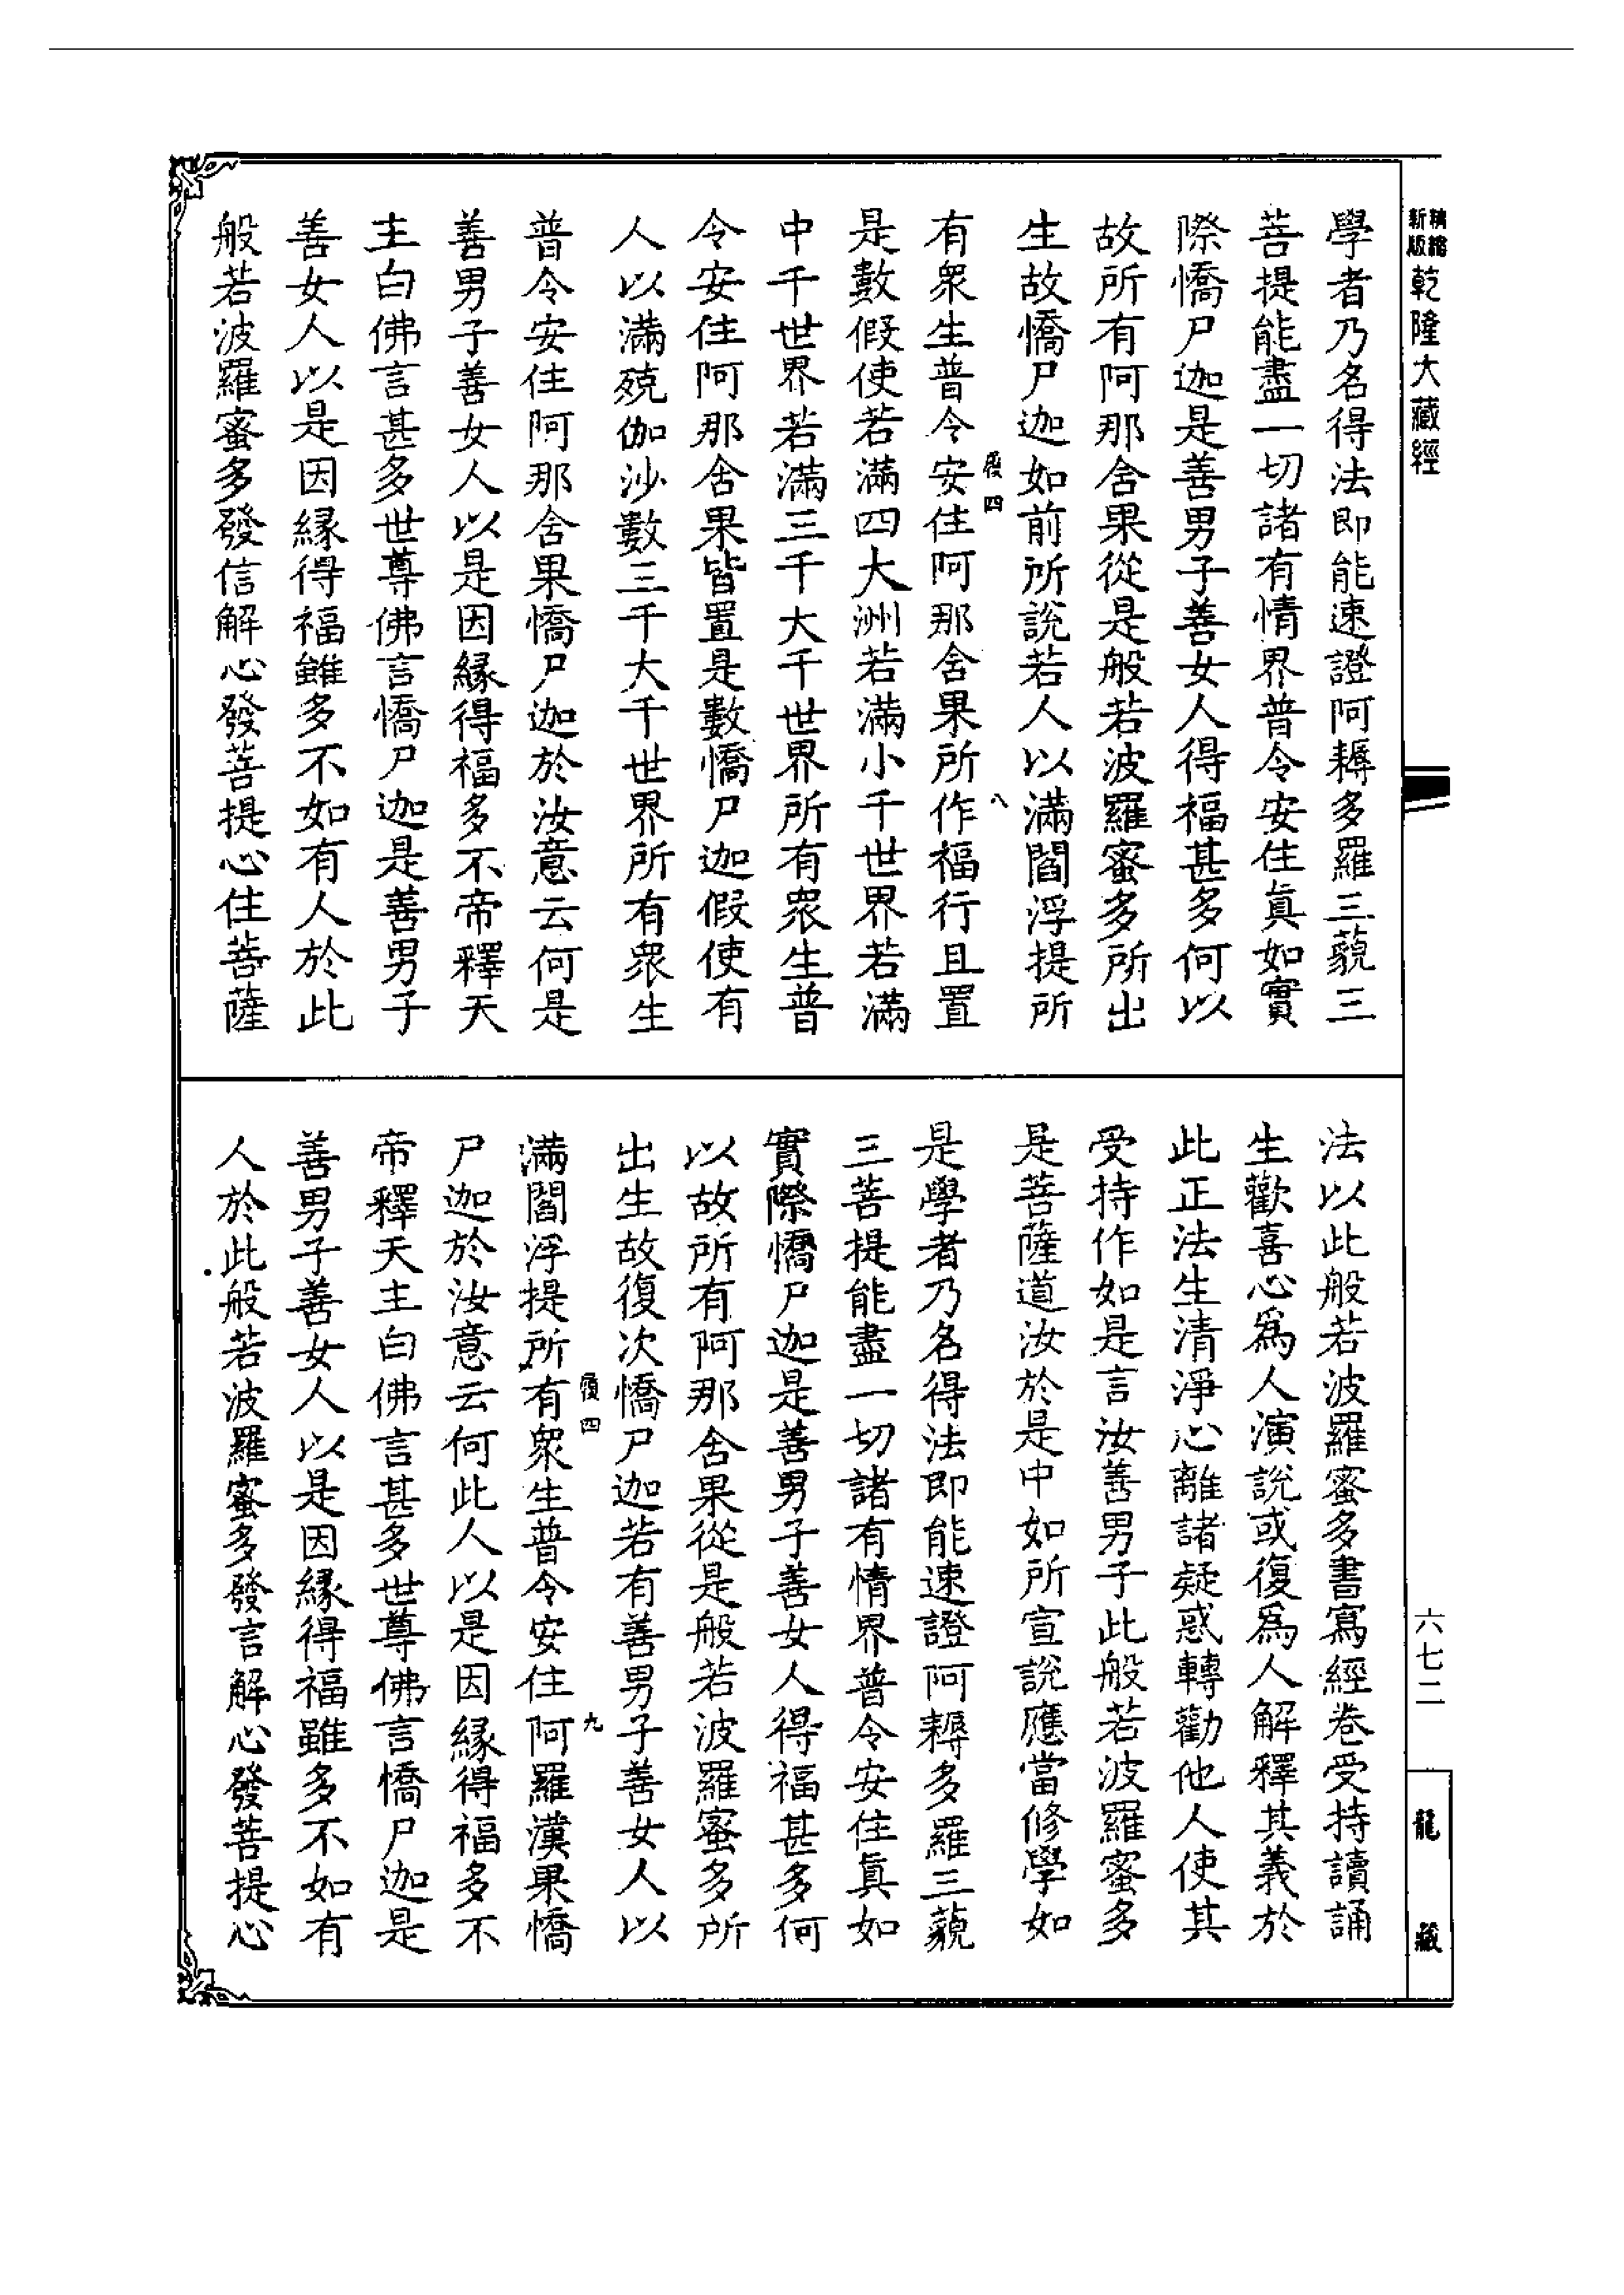 精縮新版乾隆大藏經
學者乃名得法即能速證阿耨多羅三藐三
菩提能盡一切諸有情界普令安住真如實
際憍尸迦是善男子善女人得福甚多何以
故所有阿那舍果從是般若波羅蜜多所出
生故憍尸迦如前所說若人以滿閻浮提所
有衆生普令安住阿那舍果所作福行且置
四
八
是數假使若滿四大洲若滿小千世界若滿
中千世界若滿三千大千世界所有衆生普
令安住阿那舍果皆置是數憍尸迦假使有
人以滿殑伽沙數三千大千世界所有衆生
普令安住阿那舍果憍尸迦於汝意云何是
善男子善女人以是因緣得福多不帝釋天
主白佛言甚多世尊佛言憍尸迦是善男子
善女人以是因緣得福雖多不如有人於此
般若波羅蜜多發信解心發菩提心住菩薩
法以此般若波羅蜜多書寫經卷受持讀誦
生歡喜心為人演說或復為人解釋其義於
此正法生清淨心離諸疑惑轉勸他人使其
受持作如是言汝善男子此般若波羅蜜多
是菩薩道汝於是中如所宣說應當修學如
是學者乃名得法即能速證阿耨多羅三藐
三菩提能盡一切諸有情界普令安住真如
實際憍尸迦是善男子善女人得福甚多何
以故所有阿那舍果從是般若波羅蜜多所
出生故復次憍尸迦若有善男子善女人以
四
九
滿閻浮提所有衆生普令安住阿羅漢果憍
尸迦於汝意云何此人以是因緣得福多不
帝釋天主白佛言甚多世尊佛言憍尸迦是
善男子善女人以是因緣得福雖多不如有
人於此般若波羅蜜多發言解心發菩提心
六七二
龍藏